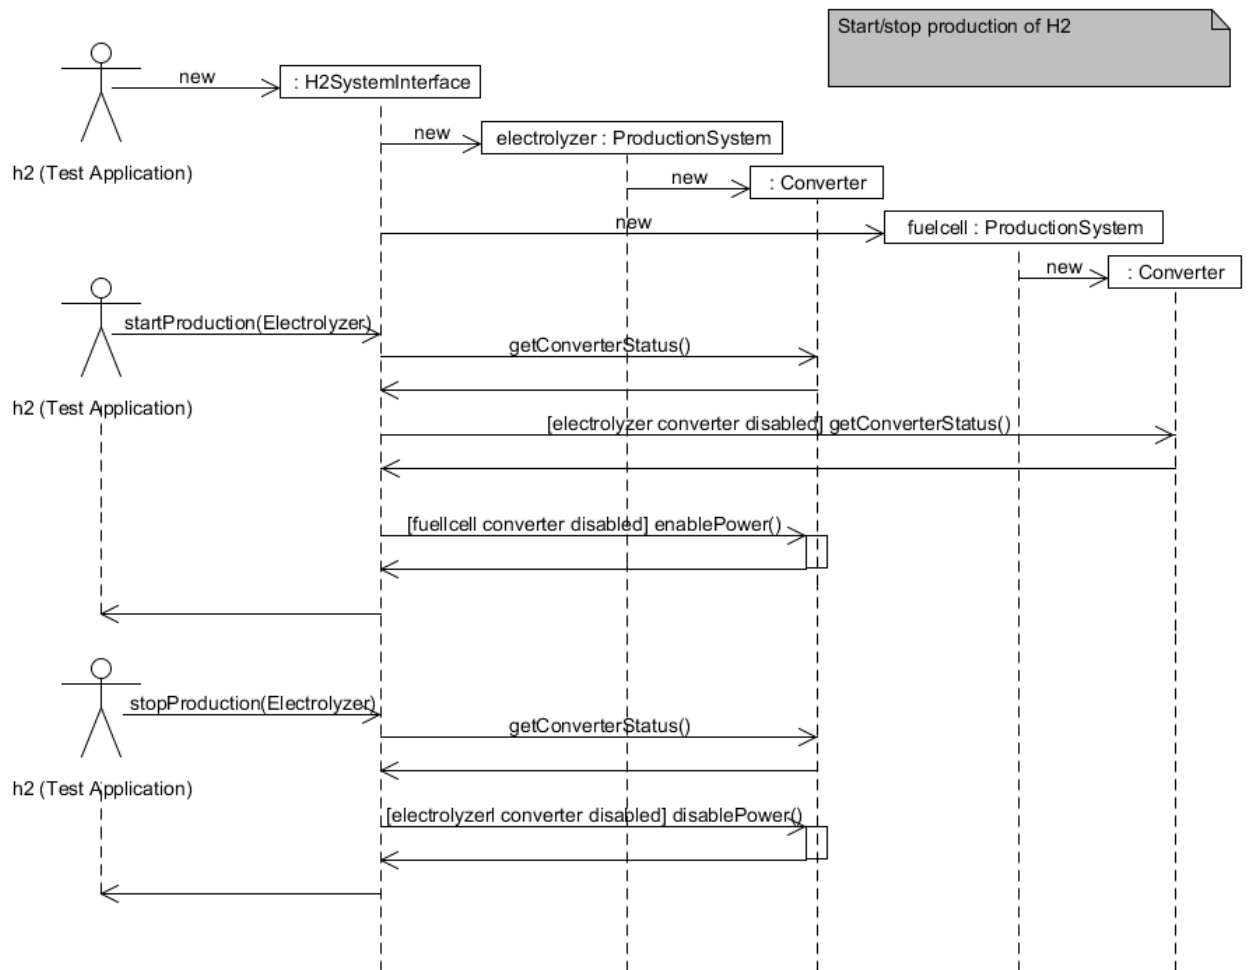 Start/stop production of H2
new
: H2SystemInterface
new
electrolyzer : ProductionSystem
h2 (Test Application)
new
: Converter
new
fuelcell : ProductionSystem
new
: Converter
startProduction(Electrolyzer)
getConverterStatus()
h2 (Test Application)
[electrolyzer converter disabled] getConverterStatus()
[fuellcell converter disabled] enablePower()
stopProduction(Electrolyzer)
getConverterStatus()
h2 (Test Application)
[electrolyzerl converter disabled] disablePower()